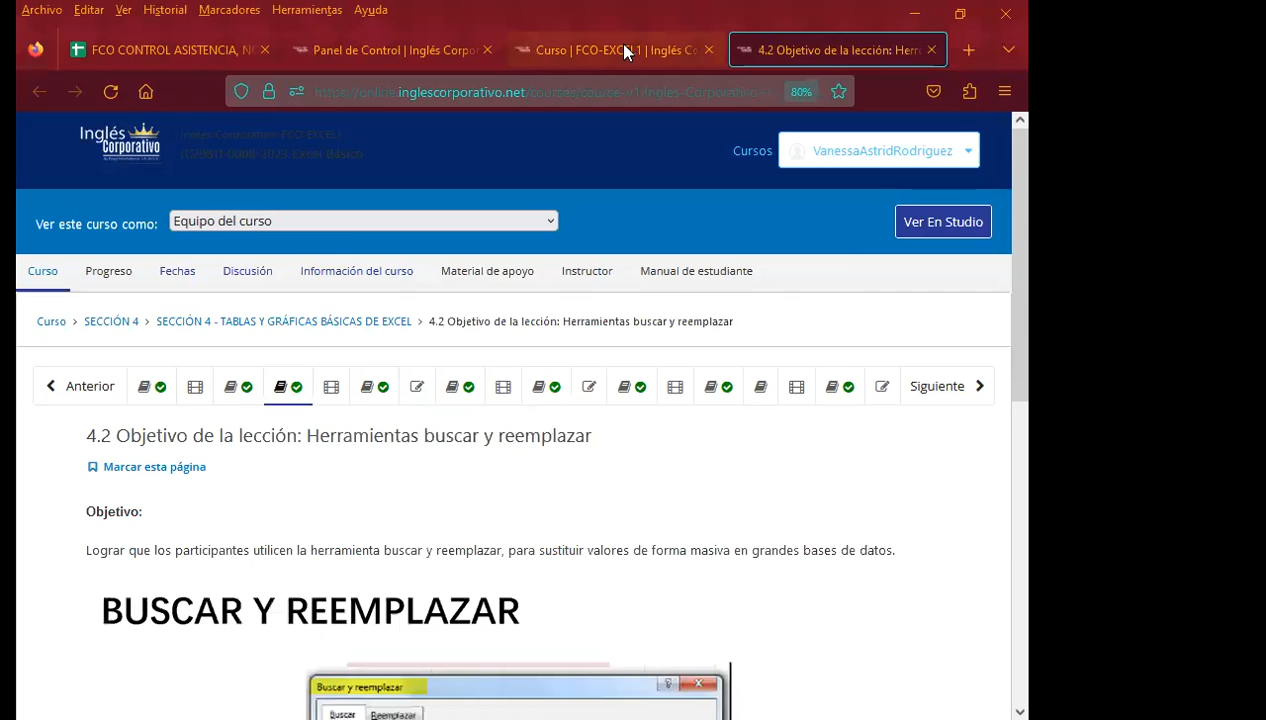 Archivo Editar Ver Historial Marcadores Herramientas Ayuda
FCO CONTROL ASISTENCIA, N
Panel de Control | Inglés Corpor
Curso | FCO-EXCEL1 | Inglés Co
4.2 Objetivo de la lección: Herr
inglescorporativo.net
80%
Inglés Corporativo
Cursos
VanessaAstridRodriguez
Ver este curso como:
Equipo del curso
Ver En Studio
Curso Progreso Fechas Discusión Información del curso Material de apoyo Instructor Manual de estudiante
Curso > SECCIÓN 4 > SECCIÓN 4 - TABLAS Y GRÁFICAS BÁSICAS DE EXCEL > 4.2 Objetivo de la lección: Herramientas buscar y reemplazar
Anterior
Siguiente
4.2 Objetivo de la lección: Herramientas buscar y reemplazar
Marcar esta página
Objetivo:
Lograr que los participantes utilicen la herramienta buscar y reemplazar, para sustituir valores de forma masiva en grandes bases de datos.
BUSCAR Y REEMPLAZAR
Buscar y reemplazar
Buscar Reemplazar